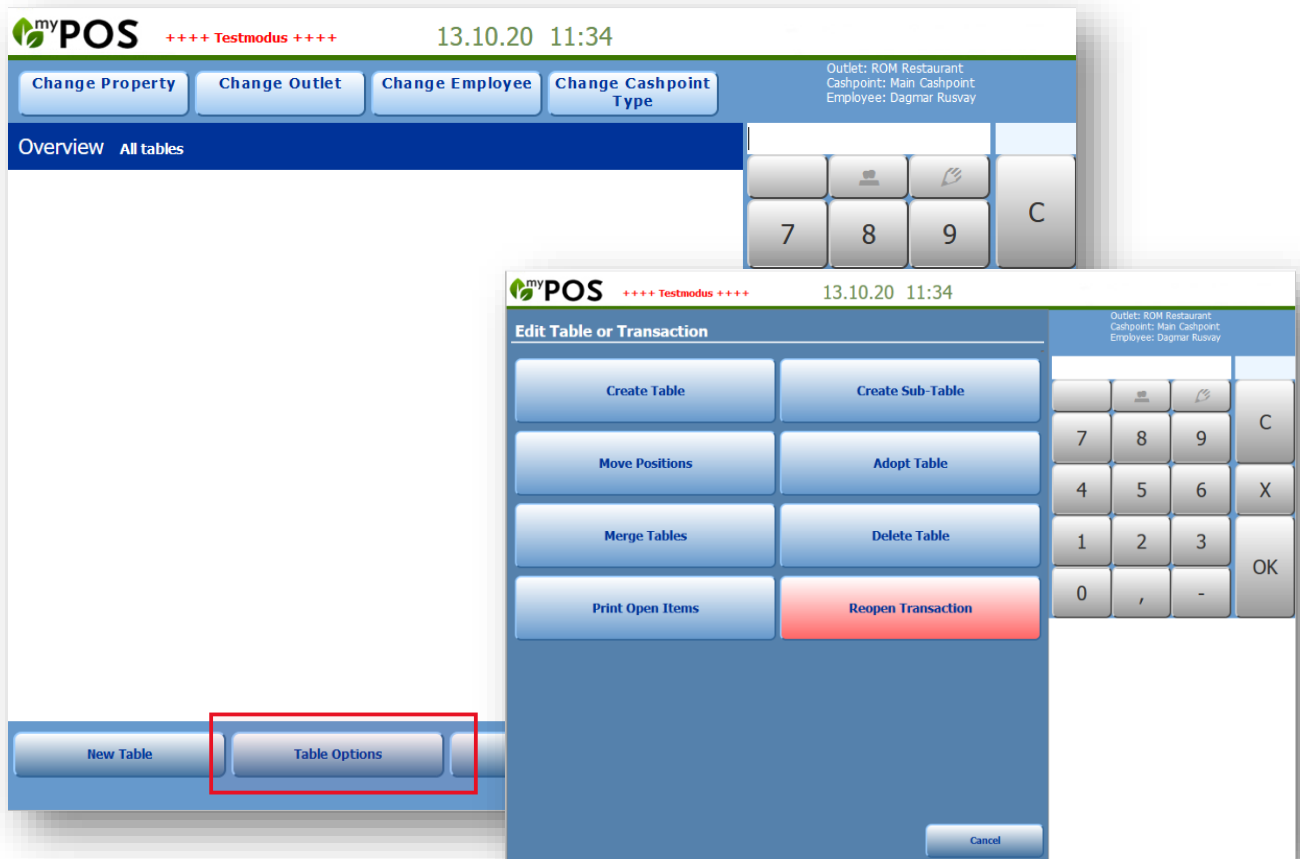 myPOS ++++ Testmodus ++++ 13.10.20 11:34
Change Property Change Outlet Change Employee Change Cashpoint Type
Outlet: ROM Restaurant
Cashpoint: Main Cashpoint
Employee: Dagmar Rusvay
Overview All tables
7 8 9 C
New Table Table Options
myPOS ++++ Testmodus ++++ 13.10.20 11:34
Outlet: ROM Restaurant
Cashpoint: Main Cashpoint
Employee: Dagmar Rusvay
Edit Table or Transaction
Create Table Create Sub-Table
Move Positions Adopt Table
Merge Tables Delete Table
Print Open Items Reopen Transaction
7 8 9 C
4 5 6 X
1 2 3 OK
0 , -
Cancel